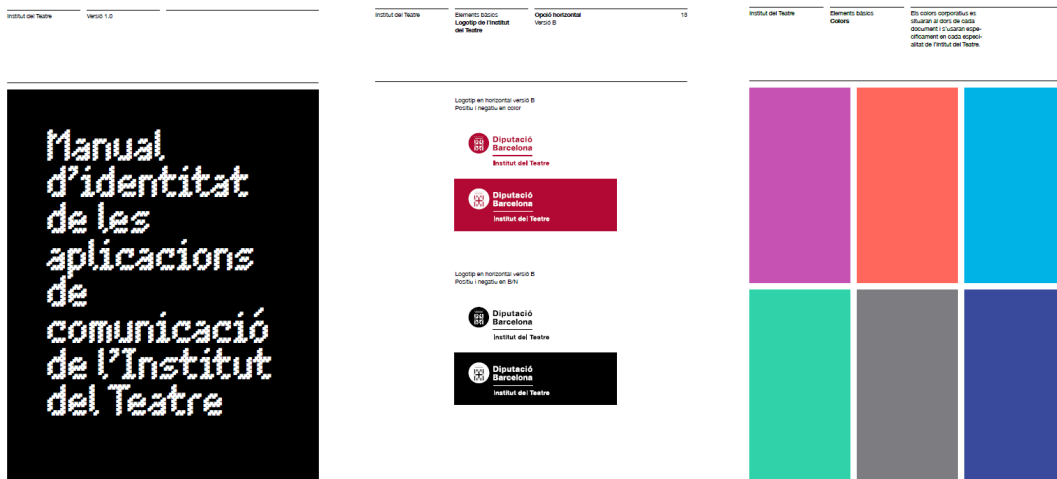 Institut del Teatre
Versió 1.0
Manual
d’identitat
de les
aplicacions
de
comunicació
de l’Institut
del Teatre
Institut del Teatre
Elements bàsics
Logotip de l’Institut
del Teatre
Opció horizontal
Versió B
13
Logotip en horizontal versió B
Positiu i negatiu en color
Diputació
Barcelona
Institut del Teatre
Diputació
Barcelona
Institut del Teatre
Logotip en horizontal versió B
Positiu i negatiu en B/N
Diputació
Barcelona
Institut del Teatre
Diputació
Barcelona
Institut del Teatre
Institut del Teatre
Elements bàsics
Colors
Els colors corporatius es
situaran al dors de cada
document i s’usaran espe-
cíficament en cada especi-
alitat de l’Intitut del Teatre.